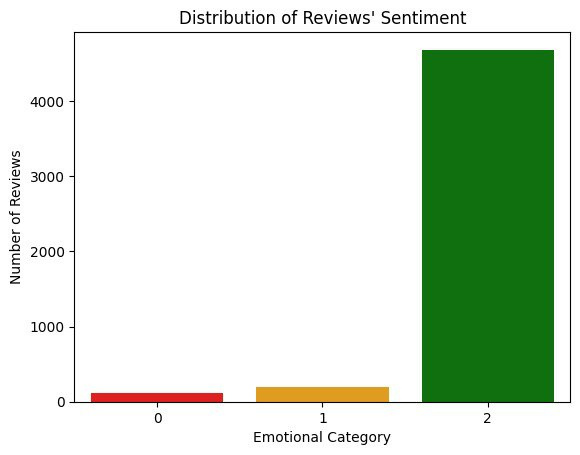 Distribution of Reviews' Sentiment
Number of Reviews
4000
3000
2000
1000
0
0 1 2
Emotional Category